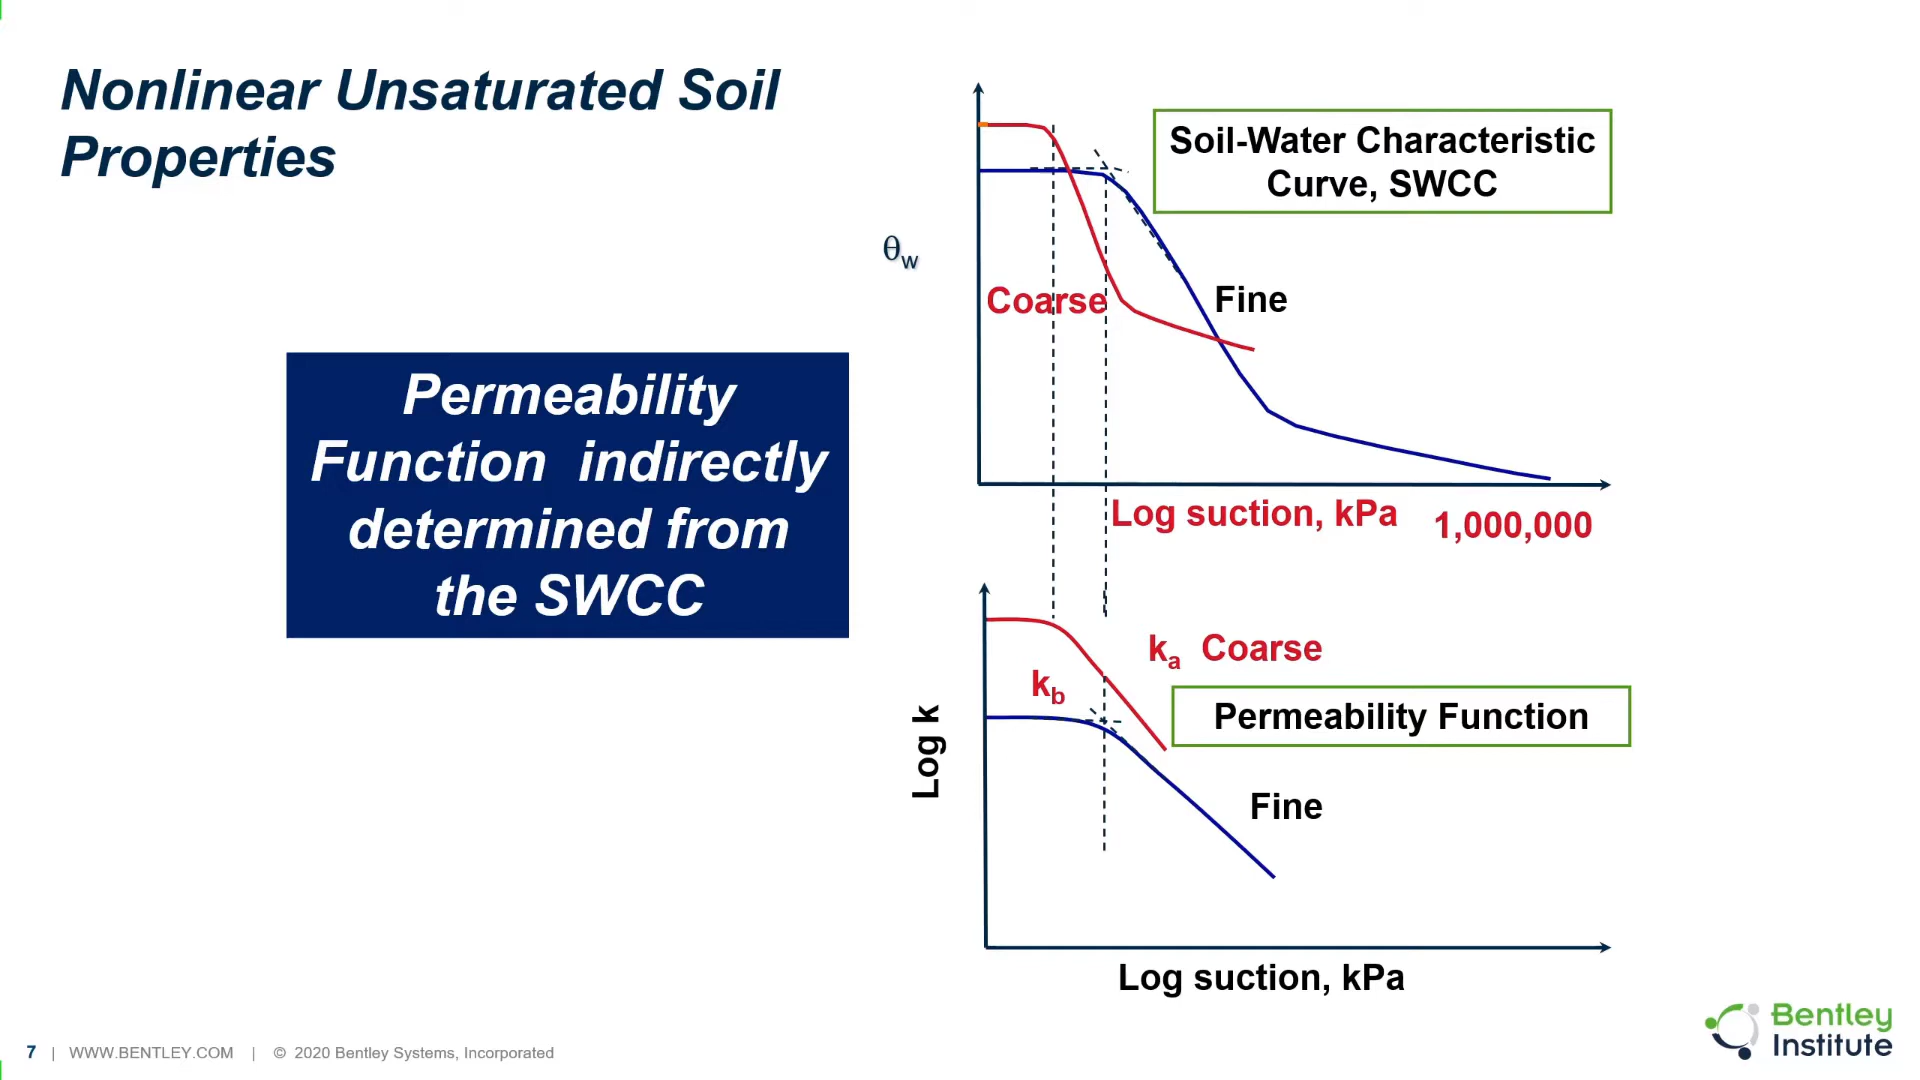 Nonlinear Unsaturated Soil
Properties
Permeability
Function indirectly
determined from
the SWCC
Soil-Water Characteristic
Curve, SWCC
θw
Coarse
Fine
Log suction, kPa
1,000,000
ka Coarse
kb
Permeability Function
Log k
Fine
Log suction, kPa
7 | WWW.BENTLEY.COM | © 2020 Bentley Systems, Incorporated
Bentley
Institute